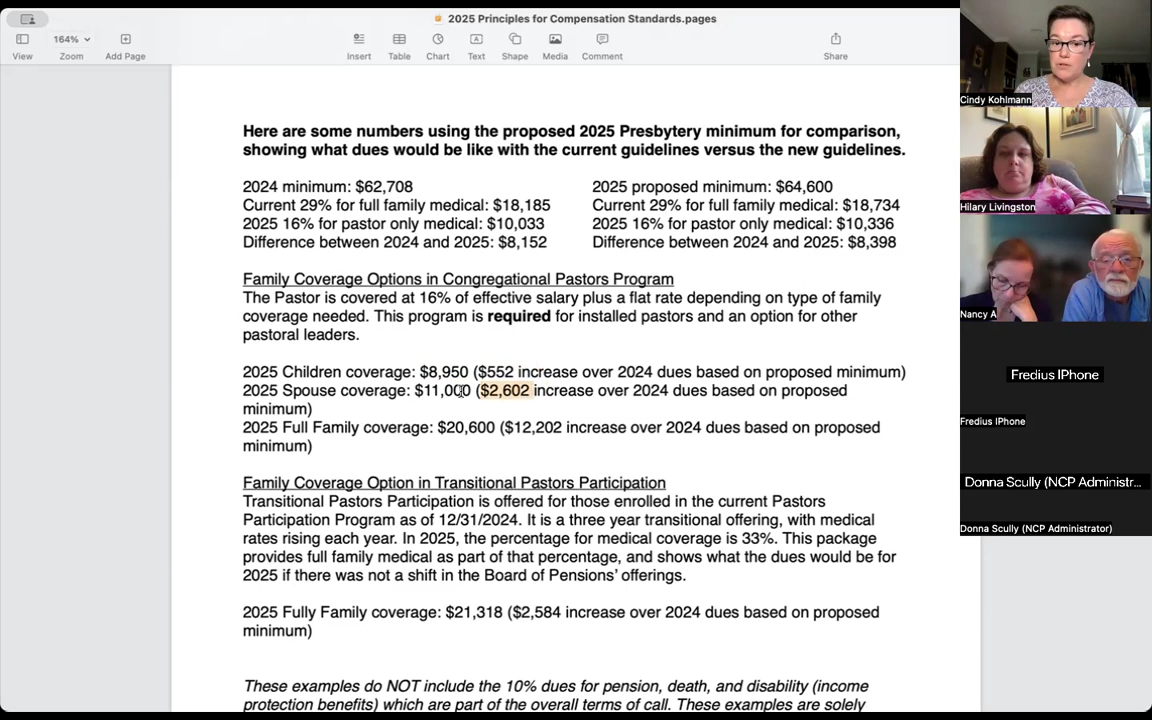 2025 Principles for Compensation Standards.pages
164%
View
Zoom
Add Page
Insert
Table
Chart
Text
Shape
Media
Comment
Share
Here are some numbers using the proposed 2025 Presbytery minimum for comparison,
showing what dues would be like with the current guidelines versus the new guidelines.
2024 minimum: $62,708
Current 29% for full family medical: $18,185
2025 16% for pastor only medical: $10,033
Difference between 2024 and 2025: $8,152
2025 proposed minimum: $64,600
Current 29% for full family medical: $18,734
2025 16% for pastor only medical: $10,336
Difference between 2024 and 2025: $8,398
Family Coverage Options in Congregational Pastors Program
The Pastor is covered at 16% of effective salary plus a flat rate depending on type of family
coverage needed. This program is required for installed pastors and an option for other
pastoral leaders.
2025 Children coverage: $8,950 ($552 increase over 2024 dues based on proposed minimum)
2025 Spouse coverage: $11,000 ($2,602 increase over 2024 dues based on proposed
minimum)
2025 Full Family coverage: $20,600 ($12,202 increase over 2024 dues based on proposed
minimum)
Family Coverage Option in Transitional Pastors Participation
Transitional Pastors Participation is offered for those enrolled in the current Pastors
Participation Program as of 12/31/2024. It is a three year transitional offering, with medical
rates rising each year. In 2025, the percentage for medical coverage is 33%. This package
provides full family medical as part of that percentage, and shows what the dues would be for
2025 if there was not a shift in the Board of Pensions' offerings.
2025 Fully Family coverage: $21,318 ($2,584 increase over 2024 dues based on proposed
minimum)
These examples do NOT include the 10% dues for pension, death, and disability (income
protection benefits) which are part of the overall terms of call. These examples are solely
Cindy Kohlmann
Hilary Livingston
Nancy A
Fredius IPhone
Fredius IPhone
Donna Scully (NCP Administr...
Donna Scully (NCP Administrator)